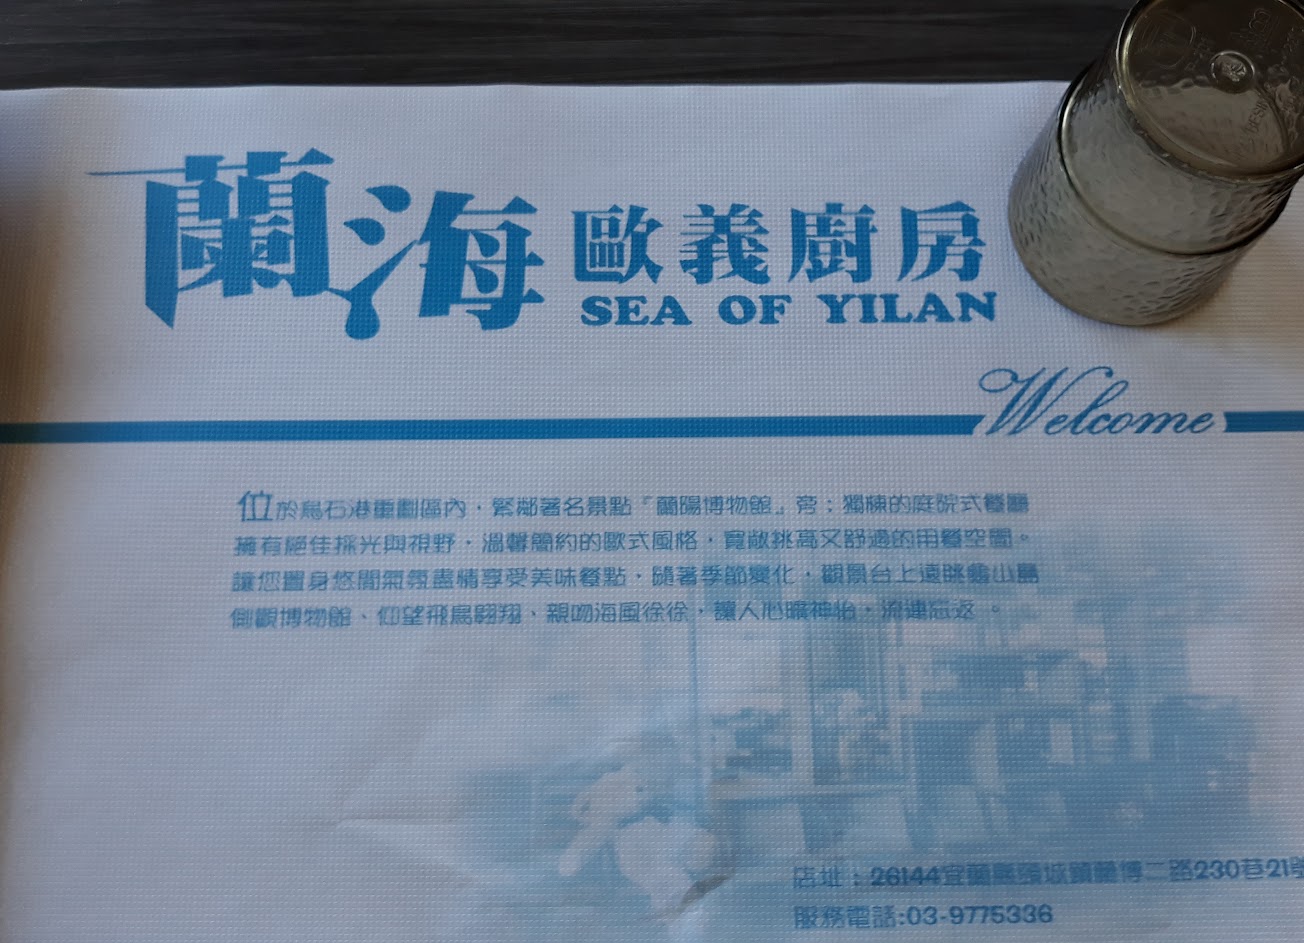 蘭海 歐義廚房
SEA OF YILAN
Welcome
位於烏石港重劃區內，緊鄰著名景點「蘭陽博物館」旁；獨棟的庭院式餐廳
擁有絕佳採光與視野，溫馨簡約的歐式風格，寬敞挑高又舒適的用餐空間。
讓您置身悠閒氣氛盡情享受美味餐點，隨著季節變化，觀景台上遠眺龜山島
側觀博物館、仰望飛鳥翱翔、親吻海風徐徐，讓人心曠神怡，流連忘返 。
店址：26144宜蘭縣頭城鎮蘭博二路230巷21號
服務電話:03-9775336